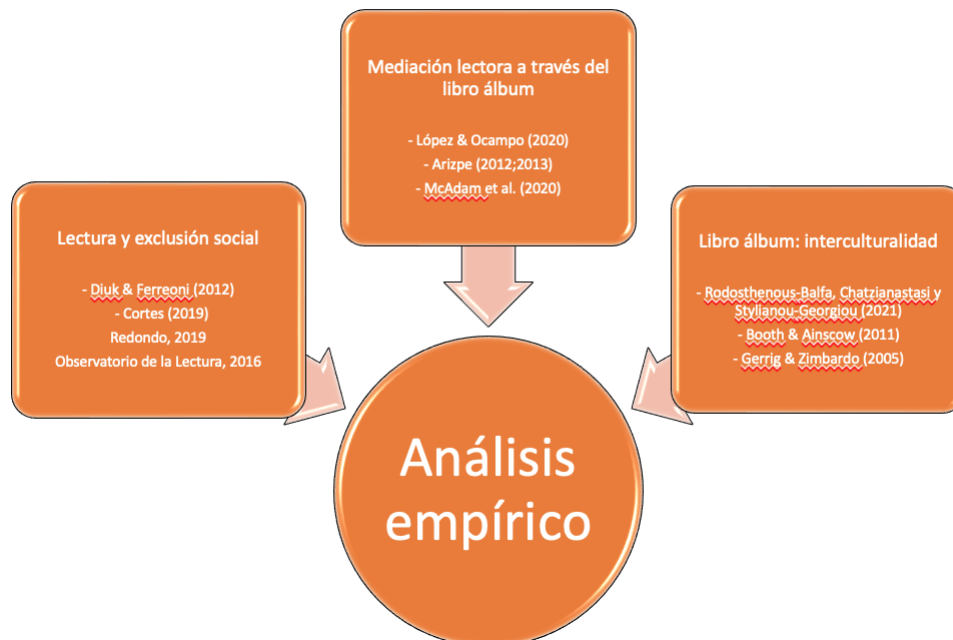 Mediación lectora a través del
libro álbum
- López & Ocampo (2020)
- Arizpe (2012;2013)
- McAdam et al. (2020)
Lectura y exclusión social
- Diuk & Ferreoni (2012)
- Cortes (2019)
Redondo, 2019
Observatorio de la Lectura, 2016
Libro álbum: interculturalidad
- Rodosthenous-Balfa, Chatzianastasi y
Stylianou-Georgiou (2021)
- Booth & Ainscow (2011)
- Gerrig & Zimbardo (2005)
Análisis
empírico